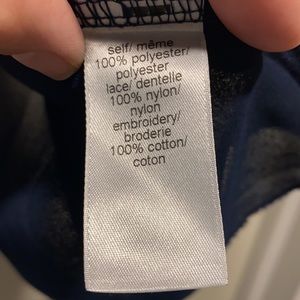 self/ même
100% polyester/
polyester
lace/ dentelle
100% nylon/
nylon
embroidery/
broderie
100% cotton/
coton